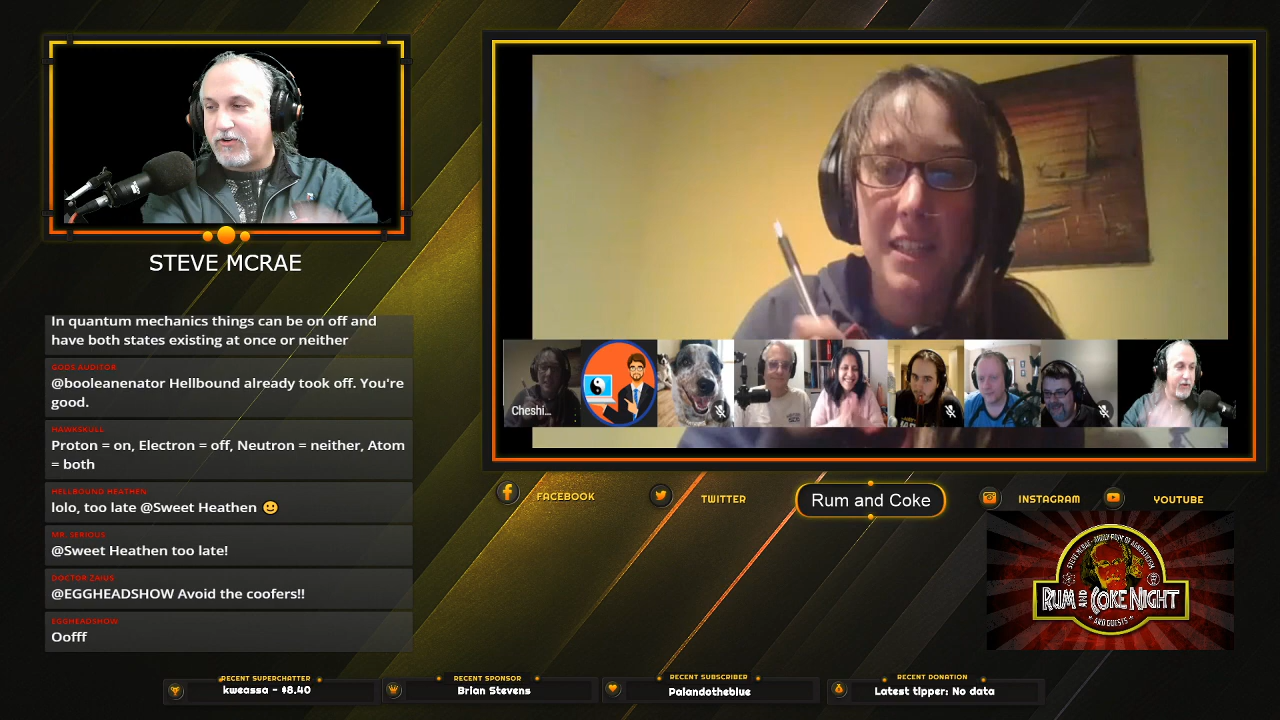 STEVE MCRAE
In quantum mechanics things can be on off and
have both states existing at once or neither
GODS AUDITOR
@booleanenator Hellbound already took off. You're
good.
HAWKSKULL
Proton = on, Electron = off, Neutron = neither, Atom
= both
HELLBOUND HEATHEN
lolo, too late @Sweet Heathen 😀
MR. SERIOUS
@Sweet Heathen too late!
DOCTOR ZAIUS
@EGGHEADSHOW Avoid the coofers!!
EGGHEADSHOW
Oofff
Cheshi...
FACEBOOK
TWITTER
Rum and Coke
INSTAGRAM
YOUTUBE
RUM AND COKE NIGHT
AND GUESTS
RECENT SUPERCHATTER
kweassa - $8.40
RECENT SPONSOR
Brian Stevens
RECENT SUBSCRIBER
Palandotheblue
RECENT DONATION
Latest tipper: No data